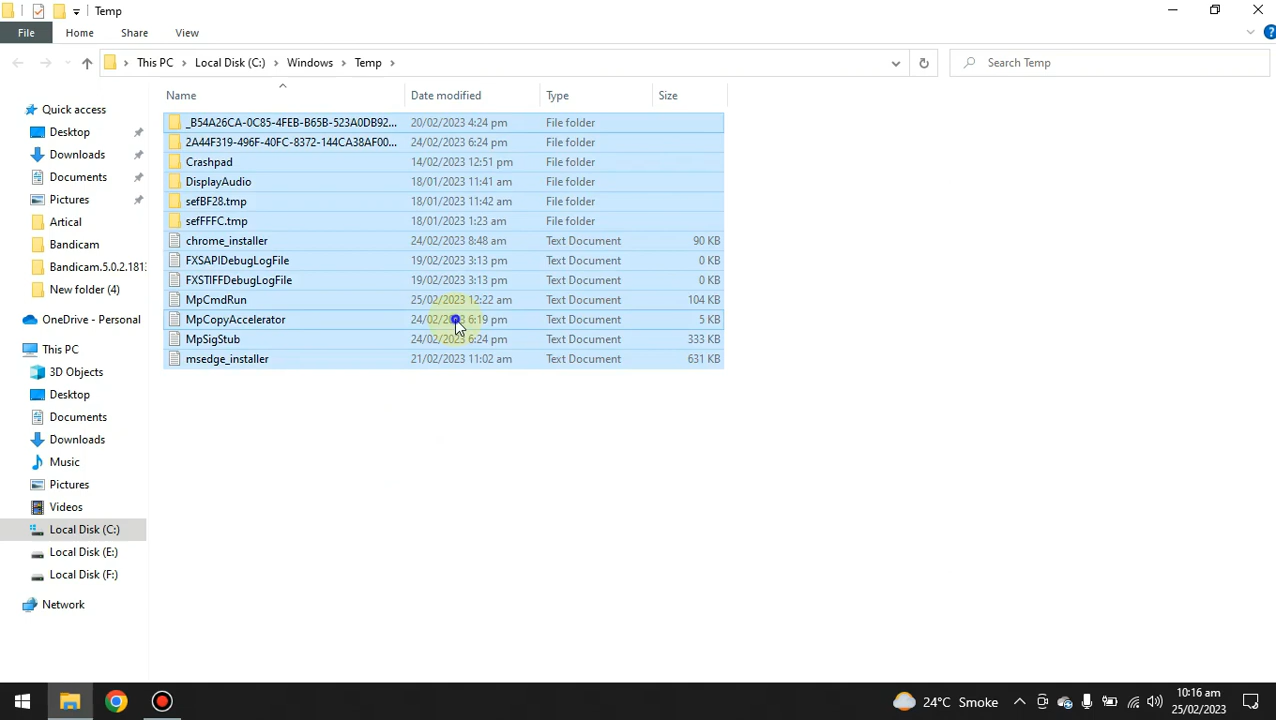 Temp
File Home Share View
This PC Local Disk (C:) Windows Temp
Search Temp
Name Date modified Type Size
_B54A26CA-0C85-4FEB-B65B-523A0DB92... 20/02/2023 4:24 pm File folder
2A44F319-496F-40FC-8372-144CA38AF00... 24/02/2023 6:24 pm File folder
Crashpad 14/02/2023 12:51 pm File folder
DisplayAudio 18/01/2023 11:41 am File folder
sefBF28.tmp 18/01/2023 11:42 am File folder
sefFFFC.tmp 18/01/2023 1:23 am File folder
chrome_installer 24/02/2023 8:48 am Text Document 90 KB
FXSAPIDebugLogFile 19/02/2023 3:13 pm Text Document 0 KB
FXSTIFFDebugLogFile 19/02/2023 3:13 pm Text Document 0 KB
MpCmdRun 25/02/2023 12:22 am Text Document 104 KB
MpCopyAccelerator 6:19 pm Text Document 5 KB
MpSigStub 24/02/2023 6:24 pm Text Document 333 KB
msedge_installer 21/02/2023 11:02 am Text Document 631 KB
Quick access
Desktop
Downloads
Documents
Pictures
Artical
Bandicam
Bandicam.5.0.2.181
New folder (4)
OneDrive - Personal
This PC
3D Objects
Desktop
Documents
Downloads
Music
Pictures
Videos
Local Disk (C:)
Local Disk (E:)
Local Disk (F:)
Network
24°C Smoke
10:16 am
25/02/2023